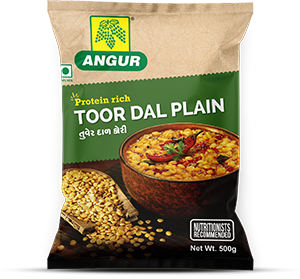 ANGUR
Protein rich
TOOR DAL PLAIN
તુવેર દાળ કોરી
NUTRITIONISTS
RECOMMENDED
Net Wt. 500g